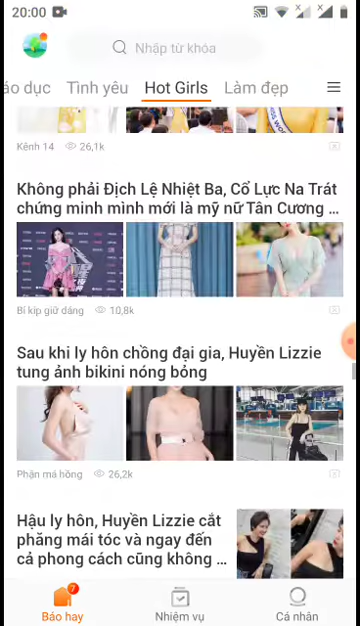 20:00
Nhập từ khóa
áo dục Tình yêu Hot Girls Làm đẹp
Kênh 14 26,1k
Không phải Địch Lệ Nhiệt Ba, Cổ Lực Na Trát
chứng minh mình mới là mỹ nữ Tân Cương ...
Bí kíp giữ dáng 10,8k
Sau khi ly hôn chồng đại gia, Huyền Lizzie
tung ảnh bikini nóng bỏng
Phận má hồng 26,2k
Hậu ly hôn, Huyền Lizzie cắt
phăng mái tóc và ngay đến
cả phong cách cũng không ...
7
Báo hay Nhiệm vụ Cá nhân